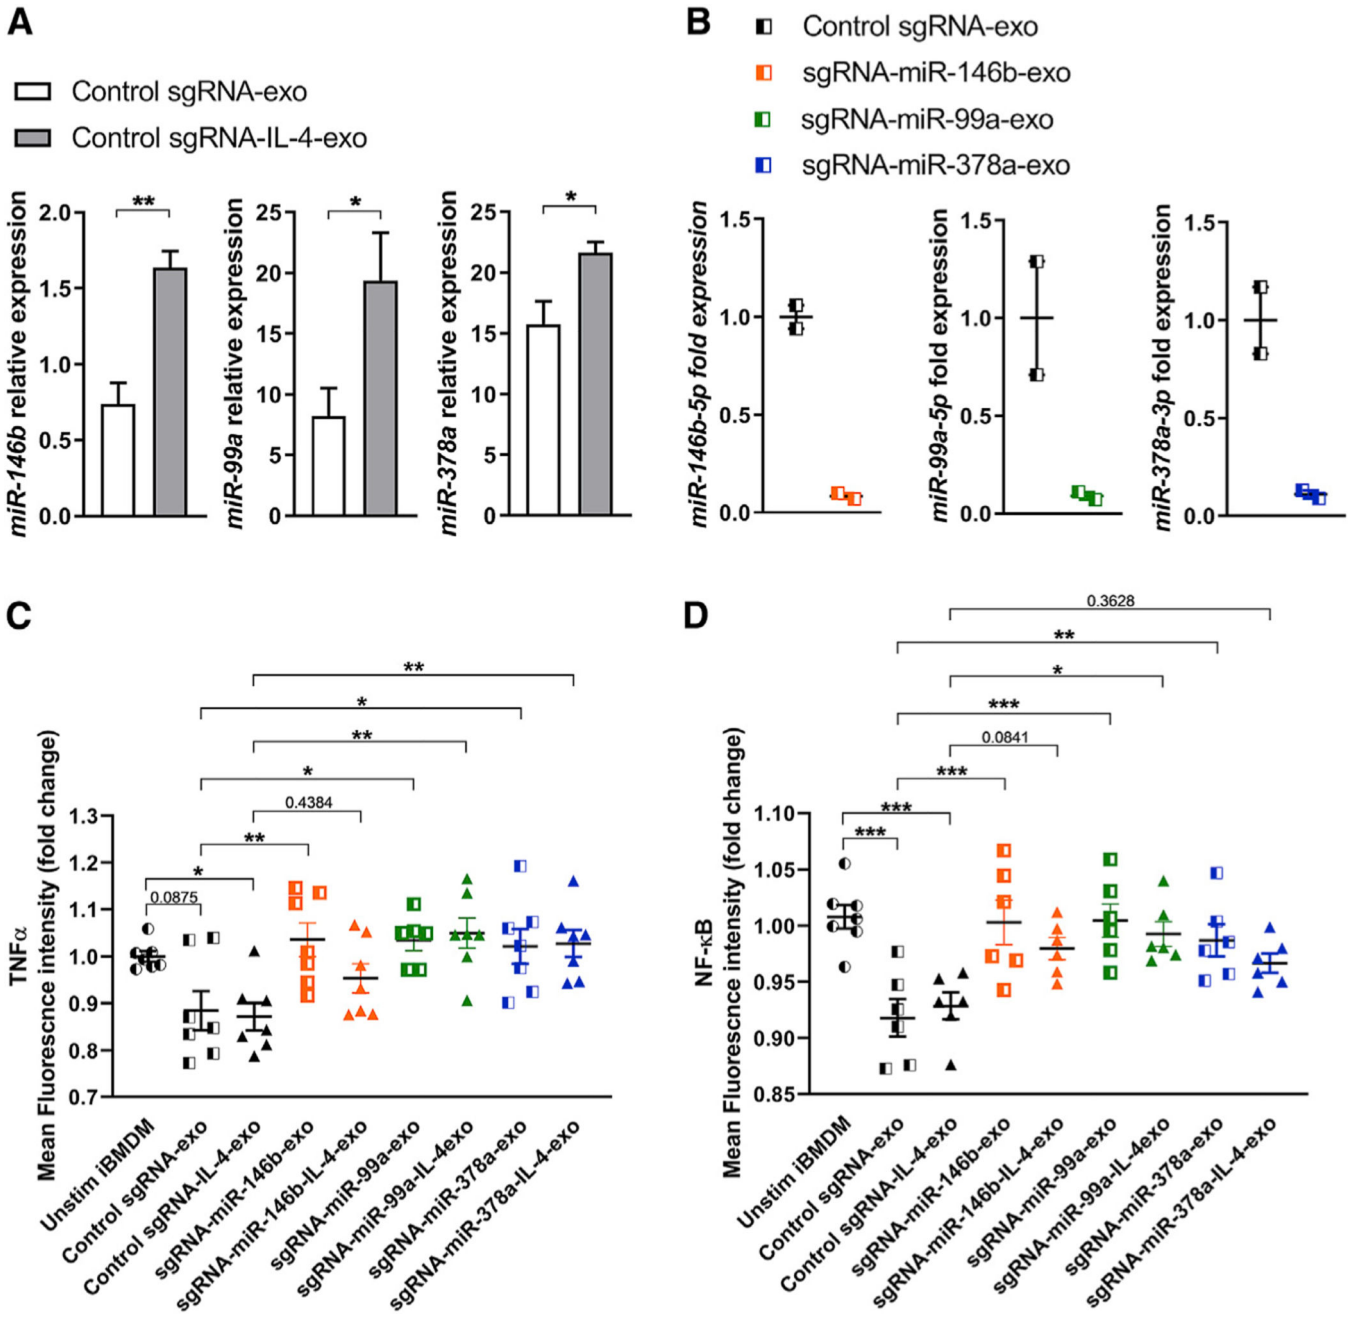 A
Control sgRNA-exo
Control sgRNA-IL-4-exo
miR-146b relative expression
2.0
1.5
1.0
0.5
0.0
**
miR-99a relative expression
25
20
15
10
5
0
*
miR-378a relative expression
25
20
15
10
5
0
*
B
Control sgRNA-exo
sgRNA-miR-146b-exo
sgRNA-miR-99a-exo
sgRNA-miR-378a-exo
miR-146b-5p fold expression
1.5
1.0
0.5
0.0
miR-99a-5p fold expression
1.5
1.0
0.5
0.0
miR-378a-3p fold expression
1.5
1.0
0.5
0.0
C
TNFα
Mean Fluorescnce intensity (fold change)
1.3
1.2
1.1
1.0
0.9
0.8
0.7
**
*
**
*
0.4384
**
*
0.0875
Unstim iBMDM
Control sgRNA-exo
Control sgRNA-IL-4-exo
sgRNA-miR-146b-exo
sgRNA-miR-146b-IL-4-exo
sgRNA-miR-99a-exo
sgRNA-miR-99a-IL-4exo
sgRNA-miR-378a-exo
sgRNA-miR-378a-IL-4-exo
D
NF-κB
Mean Fluorescnce intensity (fold change)
1.10
1.05
1.00
0.95
0.90
0.85
0.3628
**
*
***
0.0841
***
***
***
Unstim iBMDM
Control sgRNA-exo
Control sgRNA-IL-4-exo
sgRNA-miR-146b-exo
sgRNA-miR-146b-IL-4-exo
sgRNA-miR-99a-exo
sgRNA-miR-99a-IL-4exo
sgRNA-miR-378a-exo
sgRNA-miR-378a-IL-4-exo